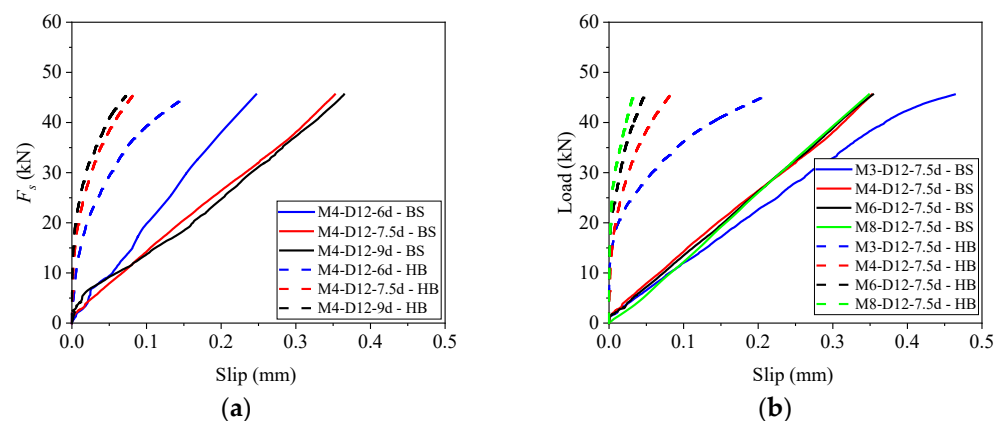 60
50
40
30
20
10
0
F_s (kN)
M4-D12-6d - BS
M4-D12-7.5d - BS
M4-D12-9d - BS
M4-D12-6d - HB
M4-D12-7.5d - HB
M4-D12-9d - HB
0.0 0.1 0.2 0.3 0.4 0.5
Slip (mm)
(a)
60
50
40
30
20
10
0
Load (kN)
M3-D12-7.5d - BS
M4-D12-7.5d - BS
M6-D12-7.5d - BS
M8-D12-7.5d - BS
M3-D12-7.5d - HB
M4-D12-7.5d - HB
M6-D12-7.5d - HB
M8-D12-7.5d - HB
0.0 0.1 0.2 0.3 0.4 0.5
Slip (mm)
(b)